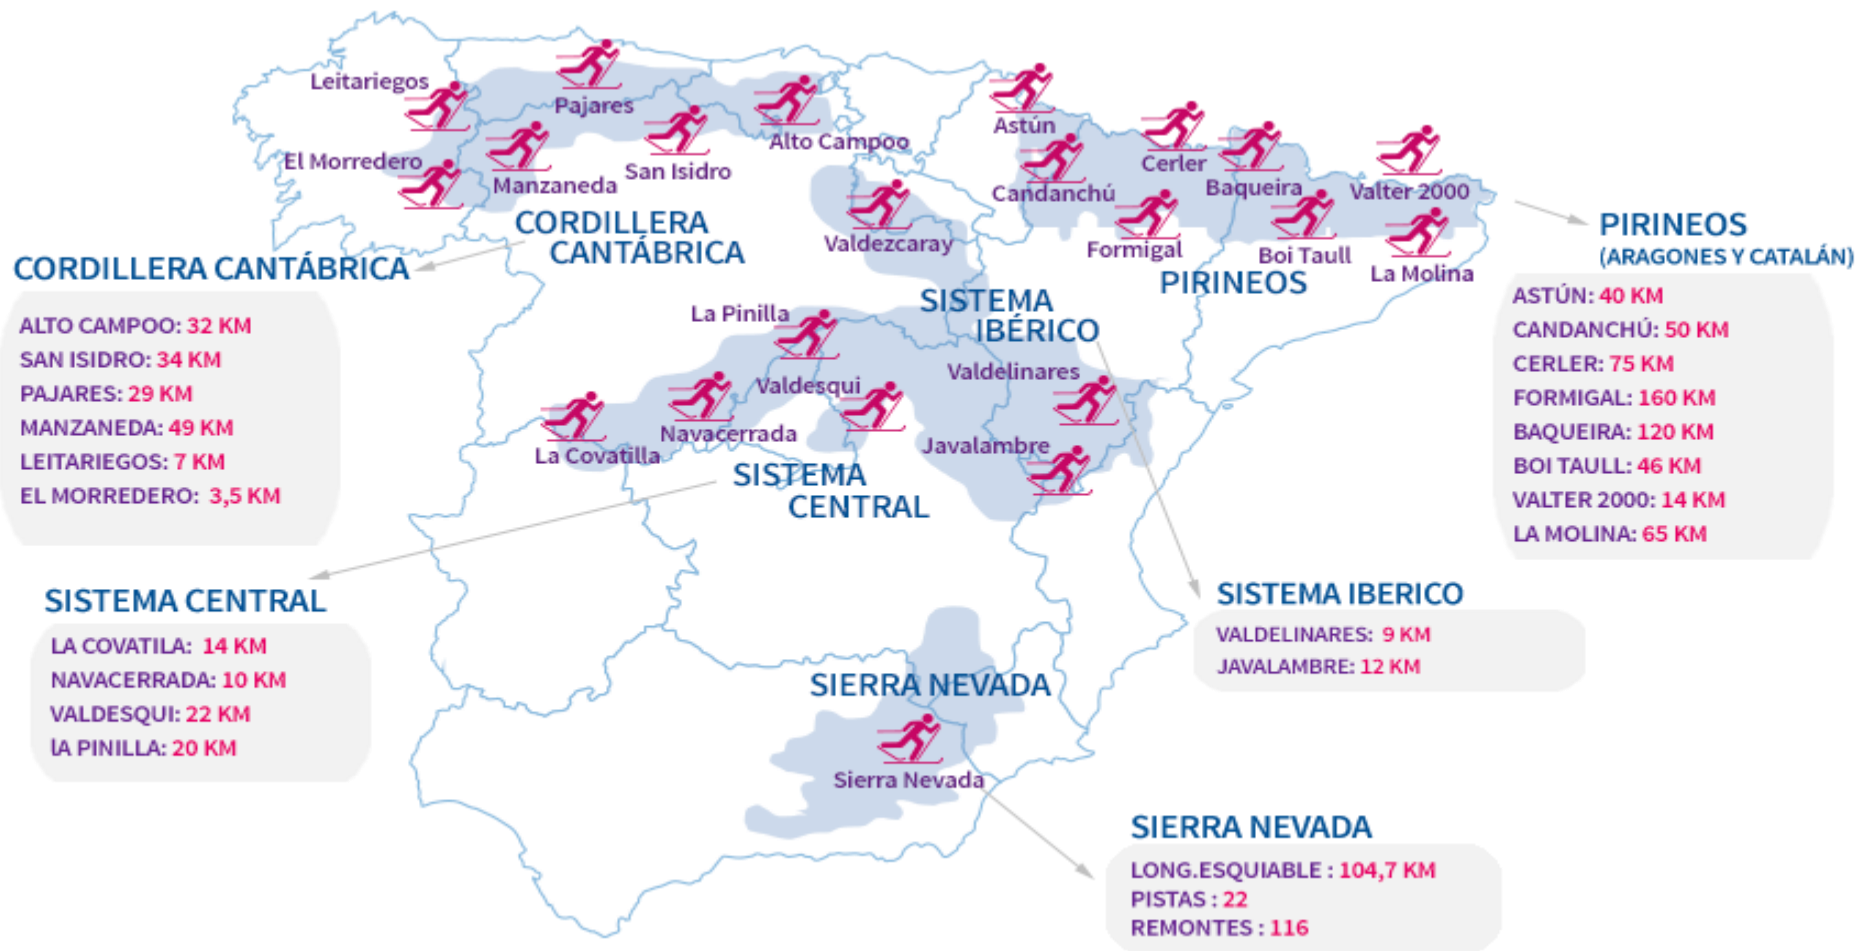 Leitariegos
Pajares
El Morredero
Manzaneda
San Isidro
Alto Campoo
Astún
Candanchú
Cerler
Baqueira
Valter 2000
Formigal
Boi Taull
La Molina
Valdezcaray
CORDILLERA
CANTÁBRICA
PIRINEOS
SISTEMA
IBÉRICO
La Pinilla
Valdesqui
Navacerrada
La Covatilla
Valdelinares
Javalambre
SISTEMA
CENTRAL
SIERRA NEVADA
Sierra Nevada
CORDILLERA CANTÁBRICA
ALTO CAMPOO: 32 KM
SAN ISIDRO: 34 KM
PAJARES: 29 KM
MANZANEDA: 49 KM
LEITARIEGOS: 7 KM
EL MORREDERO: 3,5 KM
SISTEMA CENTRAL
LA COVATILA: 14 KM
NAVACERRADA: 10 KM
VALDESQUI: 22 KM
lA PINILLA: 20 KM
PIRINEOS
(ARAGONES Y CATALÁN)
ASTÚN: 40 KM
CANDANCHÚ: 50 KM
CERLER: 75 KM
FORMIGAL: 160 KM
BAQUEIRA: 120 KM
BOI TAULL: 46 KM
VALTER 2000: 14 KM
LA MOLINA: 65 KM
SISTEMA IBERICO
VALDELINARES: 9 KM
JAVALAMBRE: 12 KM
SIERRA NEVADA
LONG.ESQUIABLE : 104,7 KM
PISTAS : 22
REMONTES : 116